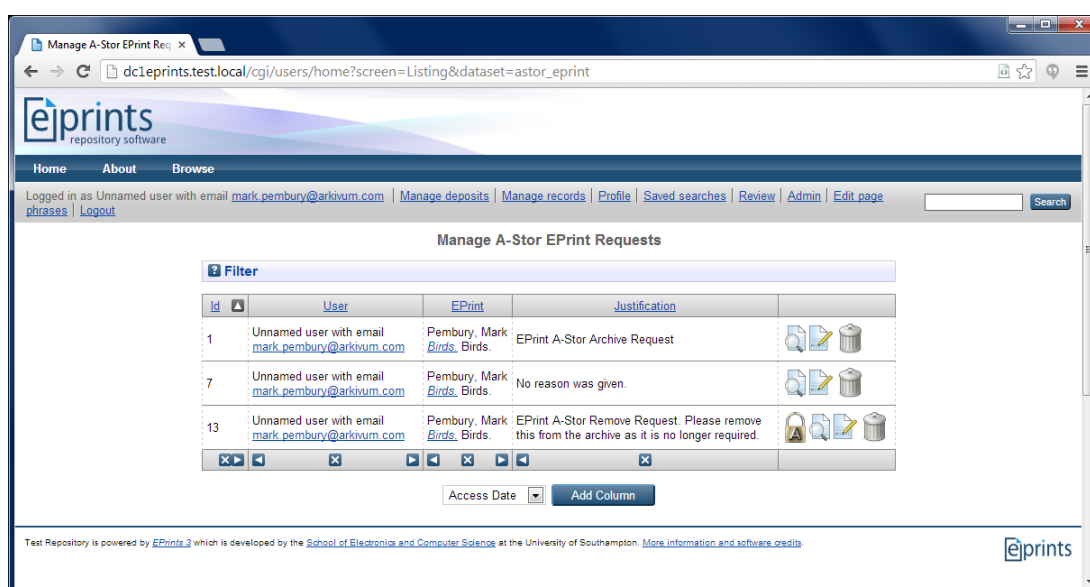 Manage A-Stor EPrint Req
dc1eprints.test.local/cgi/users/home?screen=Listing&dataset=astor_eprint
eprints
repository software
Home About Browse
Logged in as Unnamed user with email mark.pembury@arkivum.com | Manage deposits | Manage records | Profile | Saved searches | Review | Admin | Edit page
phrases | Logout
Search
Manage A-Stor EPrint Requests
Filter
Id User EPrint Justification
1 Unnamed user with email mark.pembury@arkivum.com Pembury, Mark Birds. Birds. EPrint A-Stor Archive Request
7 Unnamed user with email mark.pembury@arkivum.com Pembury, Mark Birds. Birds. No reason was given.
13 Unnamed user with email mark.pembury@arkivum.com Pembury, Mark Birds. Birds. EPrint A-Stor Remove Request. Please remove this from the archive as it is no longer required.
A
Access Date Add Column
Test Repository is powered by EPrints 3 which is developed by the School of Electronics and Computer Science at the University of Southampton. More information and software credits.
eprints